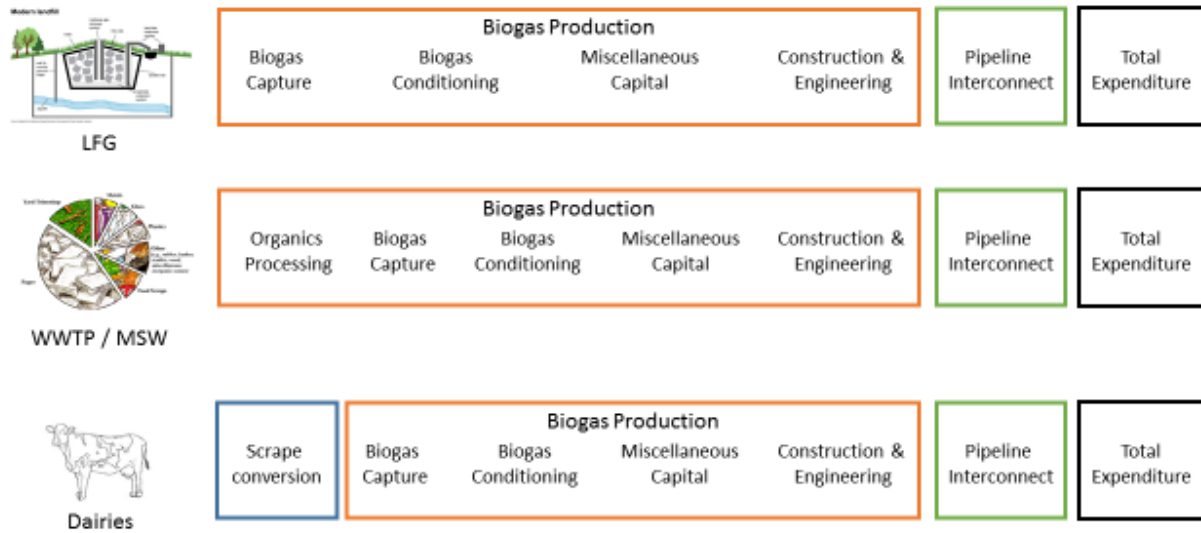 Modern landfill
LFG
Biogas Production
Biogas
Capture
Biogas
Conditioning
Miscellaneous
Capital
Construction &
Engineering
Pipeline
Interconnect
Total
Expenditure
WWTP / MSW
Biogas Production
Organics
Processing
Biogas
Capture
Biogas
Conditioning
Miscellaneous
Capital
Construction &
Engineering
Pipeline
Interconnect
Total
Expenditure
Dairies
Scrape
conversion
Biogas Production
Biogas
Capture
Biogas
Conditioning
Miscellaneous
Capital
Construction &
Engineering
Pipeline
Interconnect
Total
Expenditure